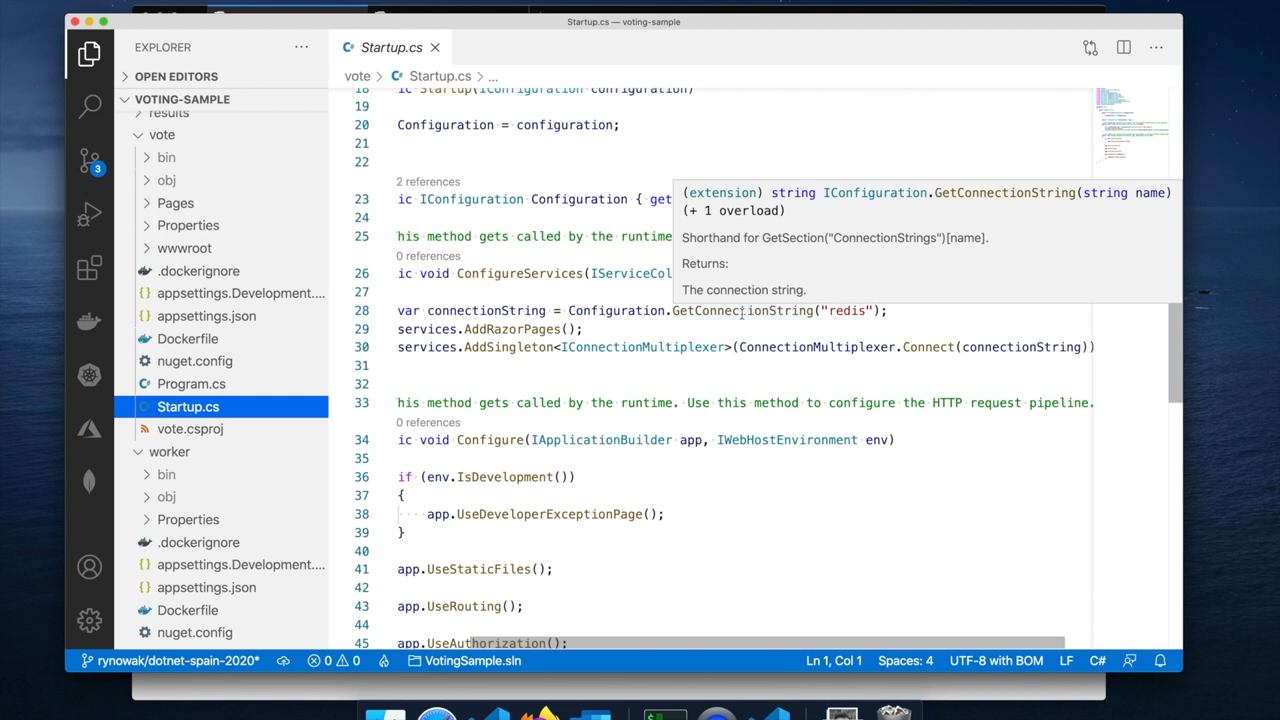 Startup.cs — voting-sample
EXPLORER
OPEN EDITORS
VOTING-SAMPLE
results
vote
bin
obj
Pages
Properties
wwwroot
.dockerignore
appsettings.Development....
appsettings.json
Dockerfile
nuget.config
Program.cs
Startup.cs
vote.csproj
worker
bin
obj
Properties
.dockerignore
appsettings.Development....
appsettings.json
Dockerfile
nuget.config
3
Startup.cs
vote > Startup.cs > ...
18 ic Startup(IConfiguration configuration)
19
20 Configuration = configuration;
21
22
2 references
23 ic IConfiguration Configuration { get
24
25 his method gets called by the runtime
0 references
26 ic void ConfigureServices(IServiceCol
27
28 var connectionString = Configuration.GetConnectionString("redis");
29 services.AddRazorPages();
30 services.AddSingleton<IConnectionMultiplexer>(ConnectionMultiplexer.Connect(connectionString))
31
32
33 his method gets called by the runtime. Use this method to configure the HTTP request pipeline.
0 references
34 ic void Configure(IApplicationBuilder app, IWebHostEnvironment env)
35
36 if (env.IsDevelopment())
37 {
38 ····app.UseDeveloperExceptionPage();
39 }
40
41 app.UseStaticFiles();
42
43 app.UseRouting();
44
45 app.UseAuthorization();
(extension) string IConfiguration.GetConnectionString(string name)
(+ 1 overload)
Shorthand for GetSection("ConnectionStrings")[name].
Returns:
The connection string.
rynowak/dotnet-spain-2020* 0 0 VotingSample.sln Ln 1, Col 1 Spaces: 4 UTF-8 with BOM LF C#